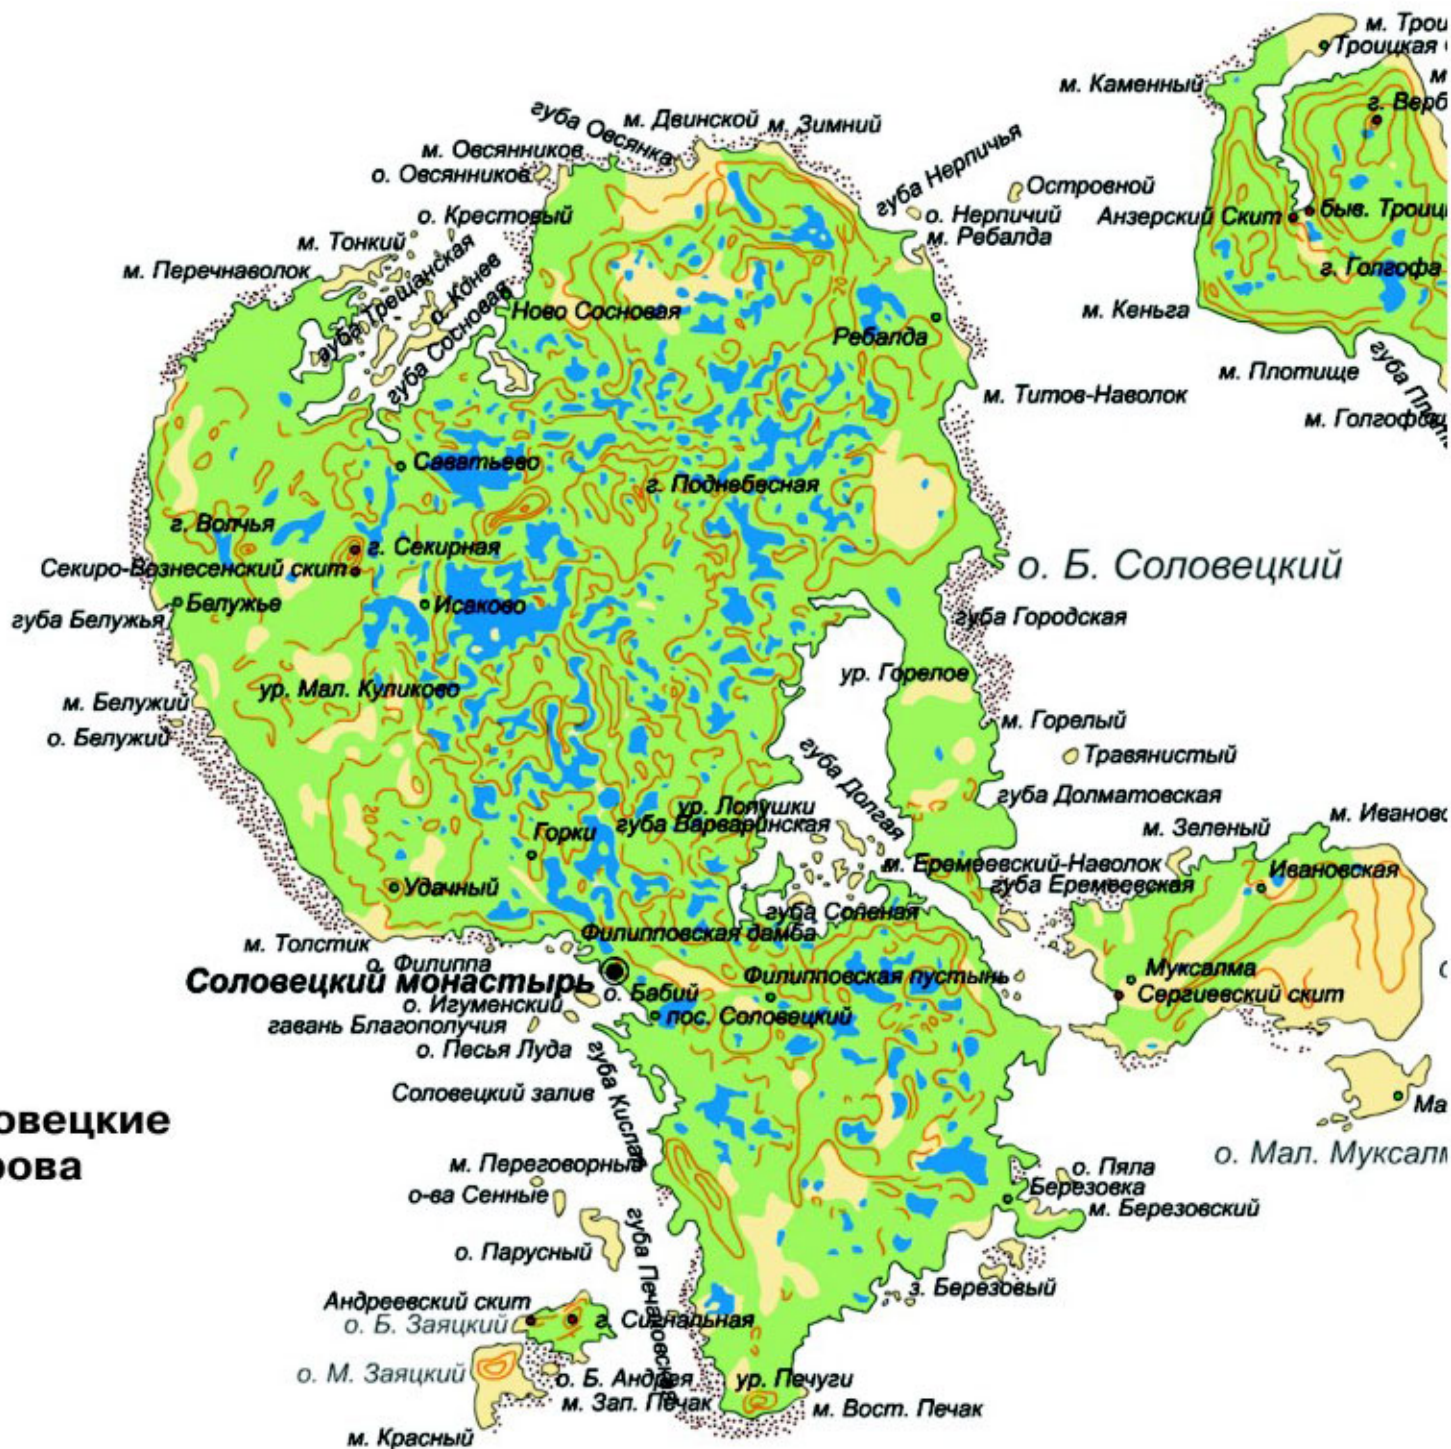 м. Трои
Троицкая
м. Каменный
м
г. Верб
губа Овсянка
м. Двинской
м. Зимний
м. Овсянников
о. Овсянников
губа Нерпичья
Островной
о. Крестовый
о. Нерпичий
Анзерский Скит
быв. Троиц
м. Тонкий
м. Ребалда
м. Перечнаволок
губа Трещанская
о. Конев
г. Голгофа
губа Сосновая
Ново Сосновая
м. Кеньга
Ребалда
м. Плотище
м. Титов-Наволок
м. Голгофс
Саватьево
г. Поднебесная
г. Волчья
г. Секирная
Секиро-Вознесенский скит
о. Б. Соловецкий
Белужье
Исаково
губа Белужья
губа Городская
ур. Горелое
ур. Мал. Куликово
м. Белужий
о. Белужий
м. Горелый
Травянистый
губа Долгая
губа Долматовская
ур. Лопушки
губа Варваринская
м. Зеленый
м. Ивановс
Горки
м. Еремеевский-Наволок
Ивановская
Удачный
губа Еремеевская
губа Соленая
Филипповская дамба
м. Толстик
о. Филиппа
Соловецкий монастырь
Филипповская пустынь
Муксалма
о. Бабий
Сергиевский скит
о. Игуменский
гавань Благополучия
пос. Соловецкий
о. Песья Луда
губа Кислая
Соловецкий залив
овецкие
рова
Ма
о. Мал. Муксалм
м. Переговорный
о. Пяла
о-ва Сенные
Березовка
м. Березовский
губа Печаковская
о. Парусный
з. Березовый
Андреевский скит
о. Б. Заяцкий
г. Сигнальная
о. М. Заяцкий
о. Б. Андрея
ур. Печуги
м. Зап. Печак
м. Вост. Печак
м. Красный